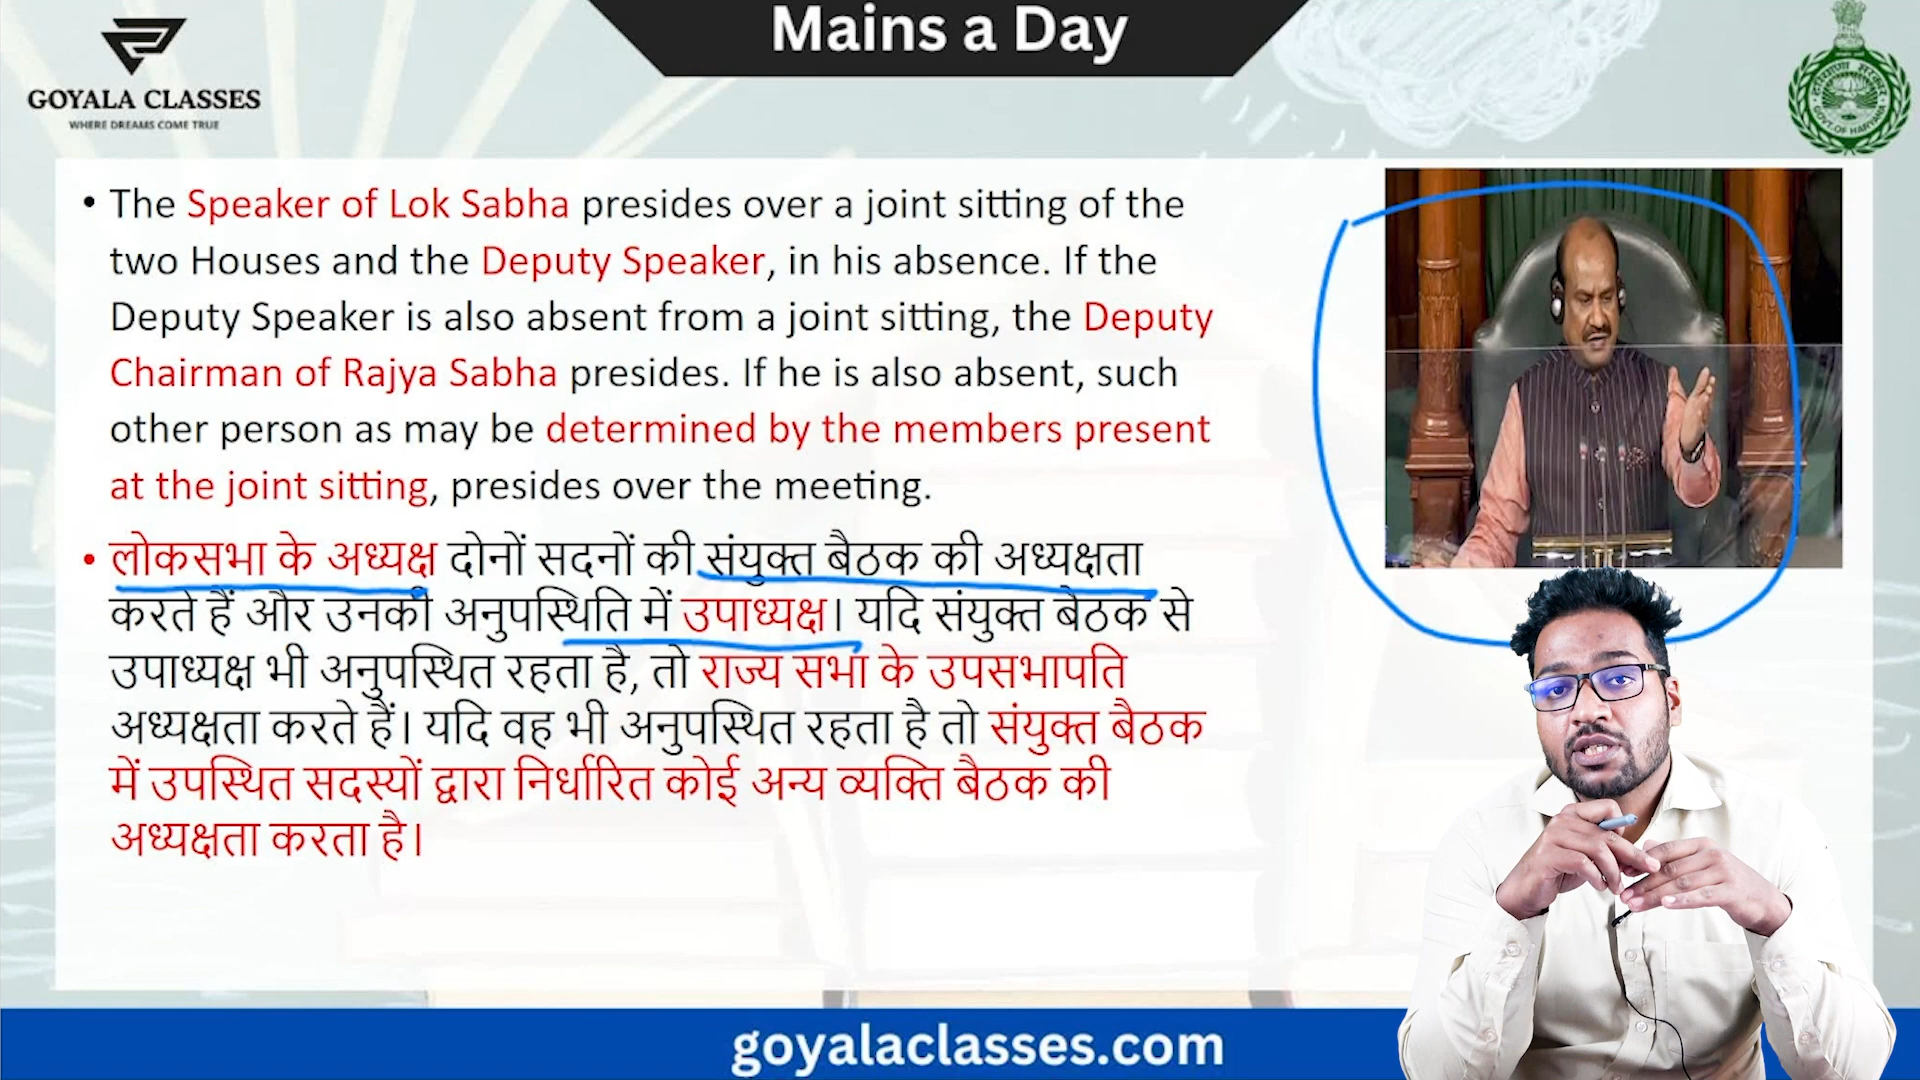 Mains a Day
GOYALA CLASSES
WHERE DREAMS COME TRUE
हरियाणा सरकार
GOVT. OF HARYANA
• The Speaker of Lok Sabha presides over a joint sitting of the
two Houses and the Deputy Speaker, in his absence. If the
Deputy Speaker is also absent from a joint sitting, the Deputy
Chairman of Rajya Sabha presides. If he is also absent, such
other person as may be determined by the members present
at the joint sitting, presides over the meeting.
• लोकसभा के अध्यक्ष दोनों सदनों की संयुक्त बैठक की अध्यक्षता
करते हैं और उनकी अनुपस्थिति में उपाध्यक्ष। यदि संयुक्त बैठक से
उपाध्यक्ष भी अनुपस्थित रहता है, तो राज्य सभा के उपसभापति
अध्यक्षता करते हैं। यदि वह भी अनुपस्थित रहता है तो संयुक्त बैठक
में उपस्थित सदस्यों द्वारा निर्धारित कोई अन्य व्यक्ति बैठक की
अध्यक्षता करता है।
goyalaclasses.com